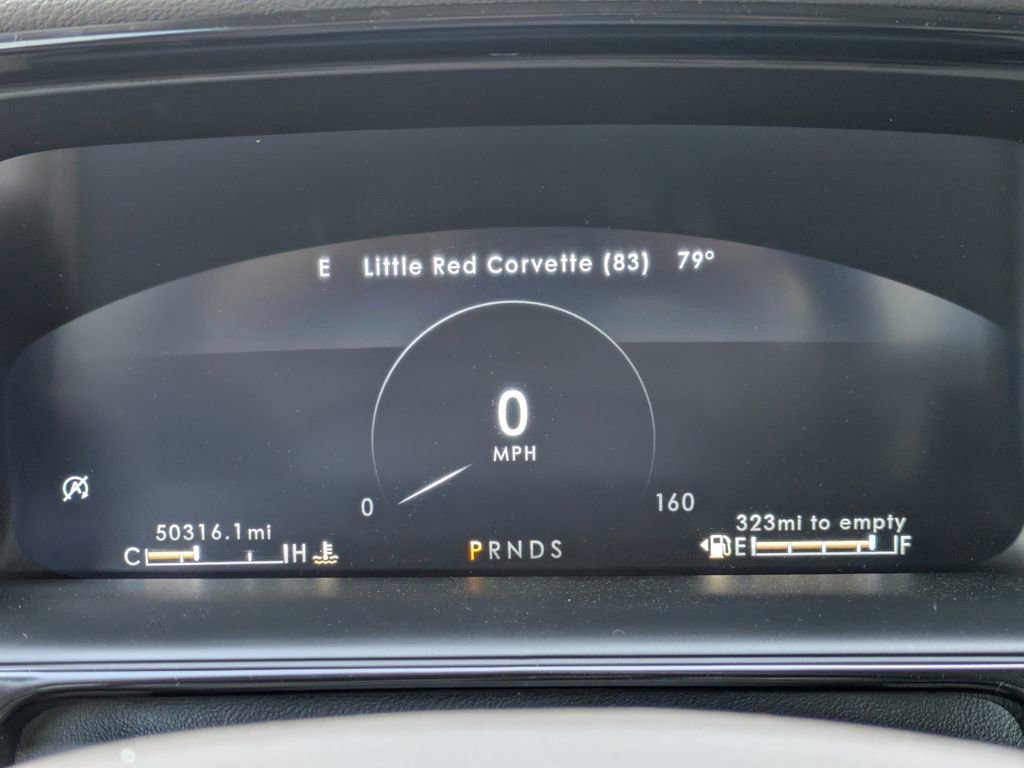 E Little Red Corvette (83) 79°
0
MPH
0 160
A
50316.1mi
323mi to empty
C H
PRNDS
E F